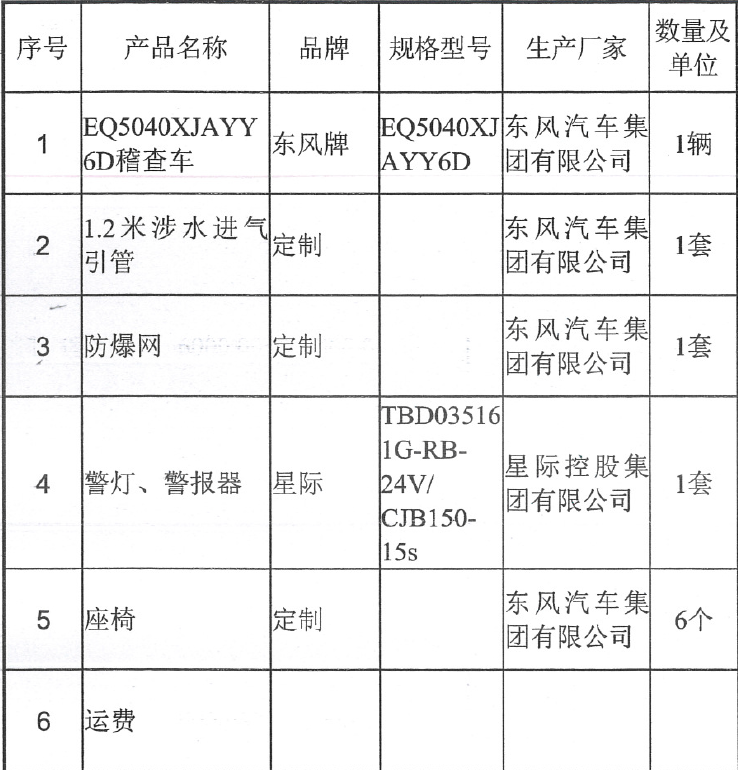 序号 产品名称 品牌 规格型号 生产厂家 数量及
单位
1 EQ5040XJAYY
6D稽查车 东风牌 EQ5040XJ
AYY6D 东风汽车集
团有限公司 1辆
2 1.2米涉水进气
引管 定制 东风汽车集
团有限公司 1套
3 防爆网 定制 东风汽车集
团有限公司 1套
4 警灯、警报器 星际 TBD03516
1G-RB-
24V/
CJB150-
15s 星际控股集
团有限公司 1套
5 座椅 定制 东风汽车集
团有限公司 6个
6 运费